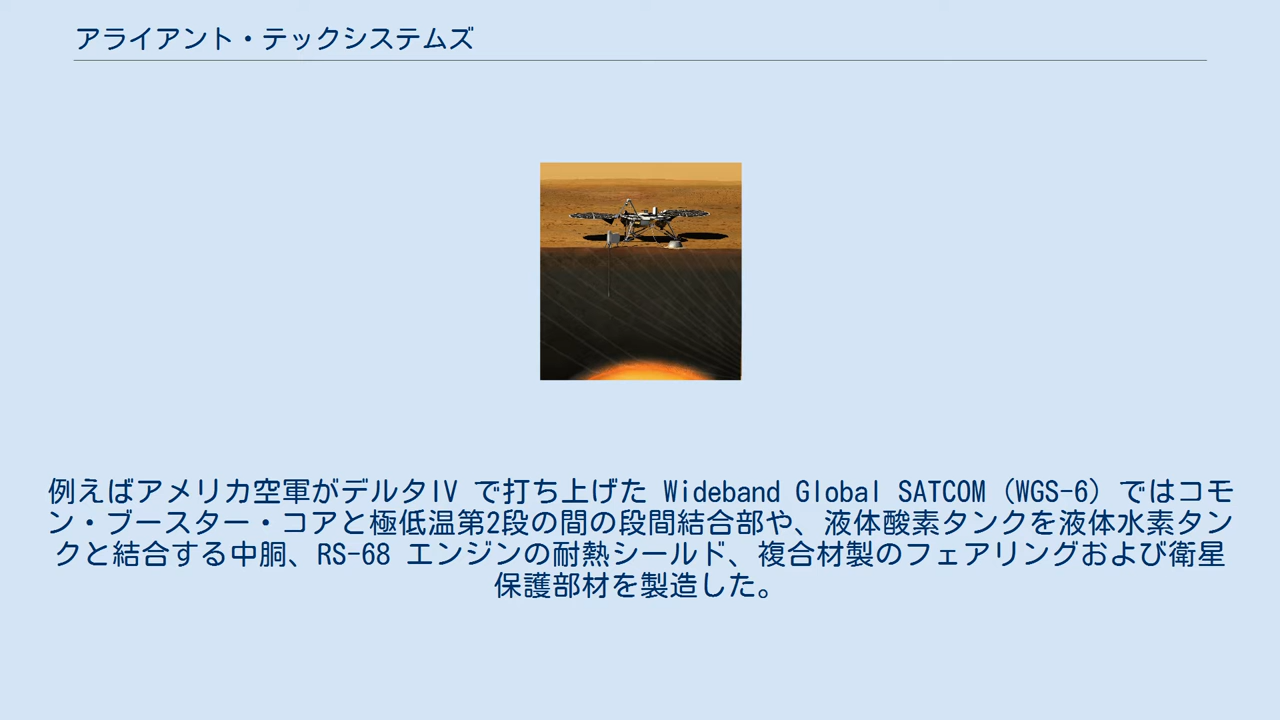 アライアント・テックシステムズ
例えばアメリカ空軍がデルタIV で打ち上げた Wideband Global SATCOM (WGS-6) ではコモ
ン・ブースター・コアと極低温第2段の間の段間結合部や、液体酸素タンクを液体水素タン
クと結合する中胴、RS-68 エンジンの耐熱シールド、複合材製のフェアリングおよび衛星
保護部材を製造した。